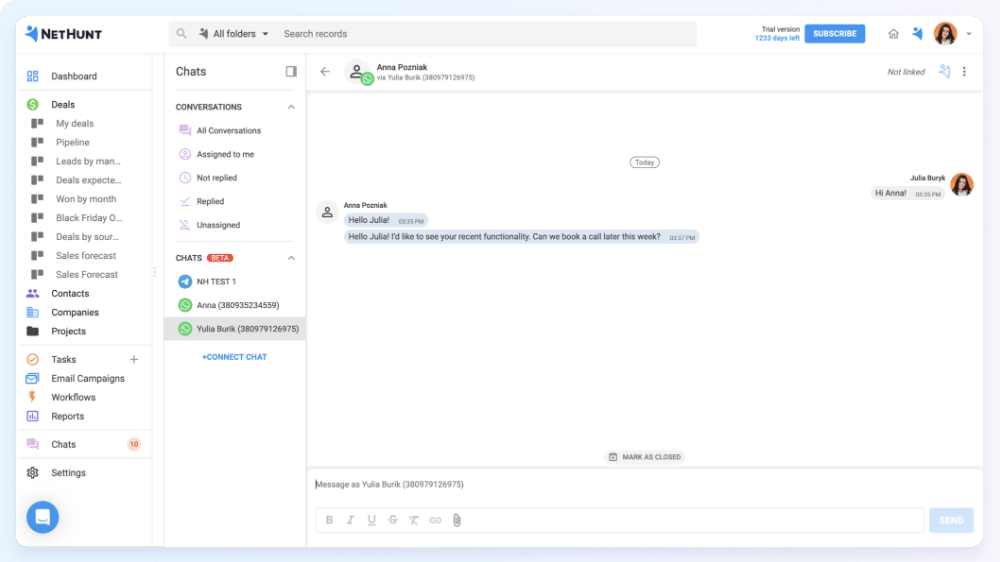 NETHUNT
All folders
Search records
Trial version
1233 days left
SUBSCRIBE
Dashboard
Deals
My deals
Pipeline
Leads by man...
Deals expecte...
Won by month
Black Friday O...
Deals by sour...
Sales forecast
Sales Forecast
Contacts
Companies
Projects
Tasks
Email Campaigns
Workflows
Reports
Chats 10
Settings
Chats
CONVERSATIONS
All Conversations
Assigned to me
Not replied
Replied
Unassigned
CHATS BETA
NH TEST 1
Anna (380935234559)
Yulia Burik (380979126975)
+CONNECT CHAT
Anna Pozniak
via Yulia Burik (380979126975)
Not linked
Today
Julia Buryk
Hi Anna! 03:35 PM
Anna Pozniak
Hello Julia! 03:35 PM
Hello Julia! I'd like to see your recent functionality. Can we book a call later this week? 03:37 PM
MARK AS CLOSED
Message as Yulia Burik (380979126975)
B I U S
SEND